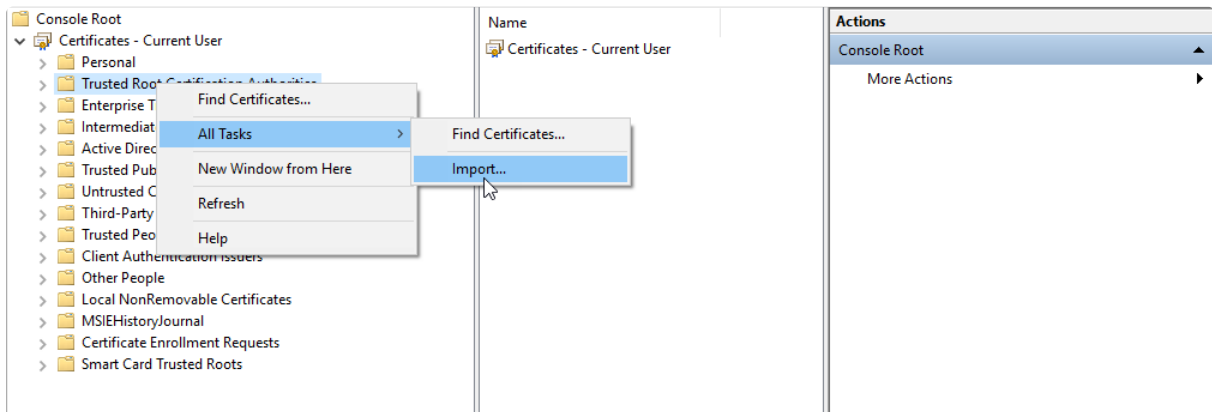 Console Root
Certificates - Current User
Personal
Trusted Root Certification Authorities
Enterprise T
Intermediat
Active Direc
Trusted Pub
Untrusted C
Third-Party
Trusted Peo
Client Authentication Issuers
Other People
Local NonRemovable Certificates
MSIEHistoryJournal
Certificate Enrollment Requests
Smart Card Trusted Roots
Find Certificates...
All Tasks
New Window from Here
Refresh
Help
Find Certificates...
Import...
Name
Certificates - Current User
Actions
Console Root
More Actions